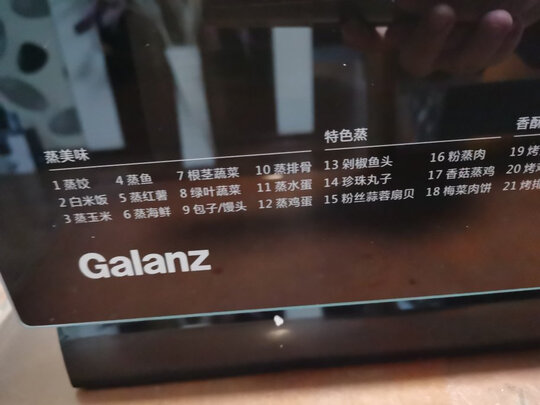 蒸美味
1 蒸饺 4 蒸鱼 7 根茎蔬菜 10 蒸排骨
2 白米饭 5 蒸红薯 8 绿叶蔬菜 11 蒸水蛋
3 蒸玉米 6 蒸海鲜 9 包子/馒头 12 蒸鸡蛋
特色蒸
13 剁椒鱼头 16 粉蒸肉
14 珍珠丸子 17 香菇蒸鸡
15 粉丝蒜蓉扇贝 18 梅菜肉饼
香酥
19 烤
20 烤
21 烤排
Galanz